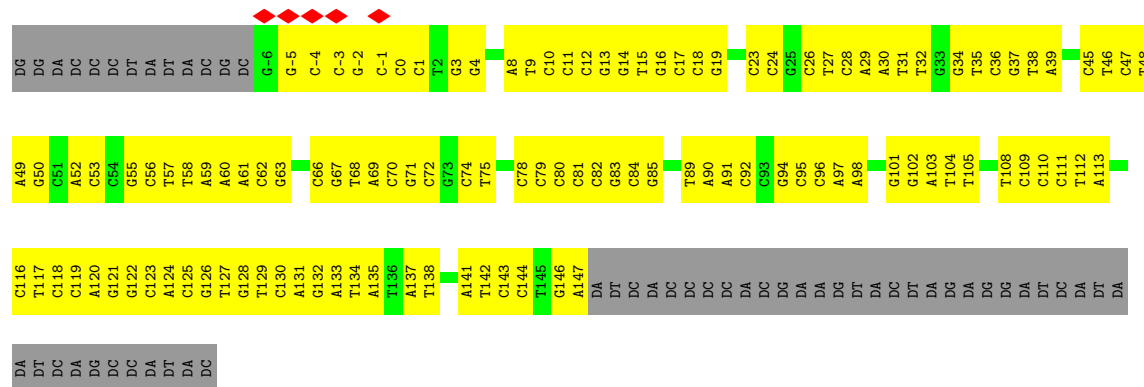 DG DG DA DC DC DC DT DA DT DA DC DG DC G-6 G-5 C-4 C-3 G-2 C-1 C0 C1 T2 G3 G4 A8 T9 C10 C11 C12 G13 G14 T15 G16 C17 C18 G19 C23 C24 G25 C26 T27 C28 A29 A30 T31 T32 G33 G34 T35 C36 G37 T38 A39 C45 T46 C47 T48
A49 G50 C51 A52 C53 C54 G55 C56 T57 T58 A59 A60 A61 C62 G63 C66 G67 T68 A69 C70 G71 C72 G73 C74 T75 C78 C79 C80 C81 C82 G83 C84 G85 T89 A90 A91 C92 C93 G94 C95 C96 A97 A98 G101 G102 A103 T104 T105 T108 C109 C110 C111 T112 A113
C116 T117 C118 C119 A120 G121 G122 C123 A124 C125 G126 T127 G128 T129 C130 A131 G132 A133 T134 A135 T136 A137 T138 A141 T142 C143 C144 T145 G146 A147 DA DT DC DA DC DC DC DC DA DC DG DA DA DG DT DA DC DT DA DG DA DG DG DA DT DC DA DT DA
DA DT DC DA DG DC DC DA DT DA DC